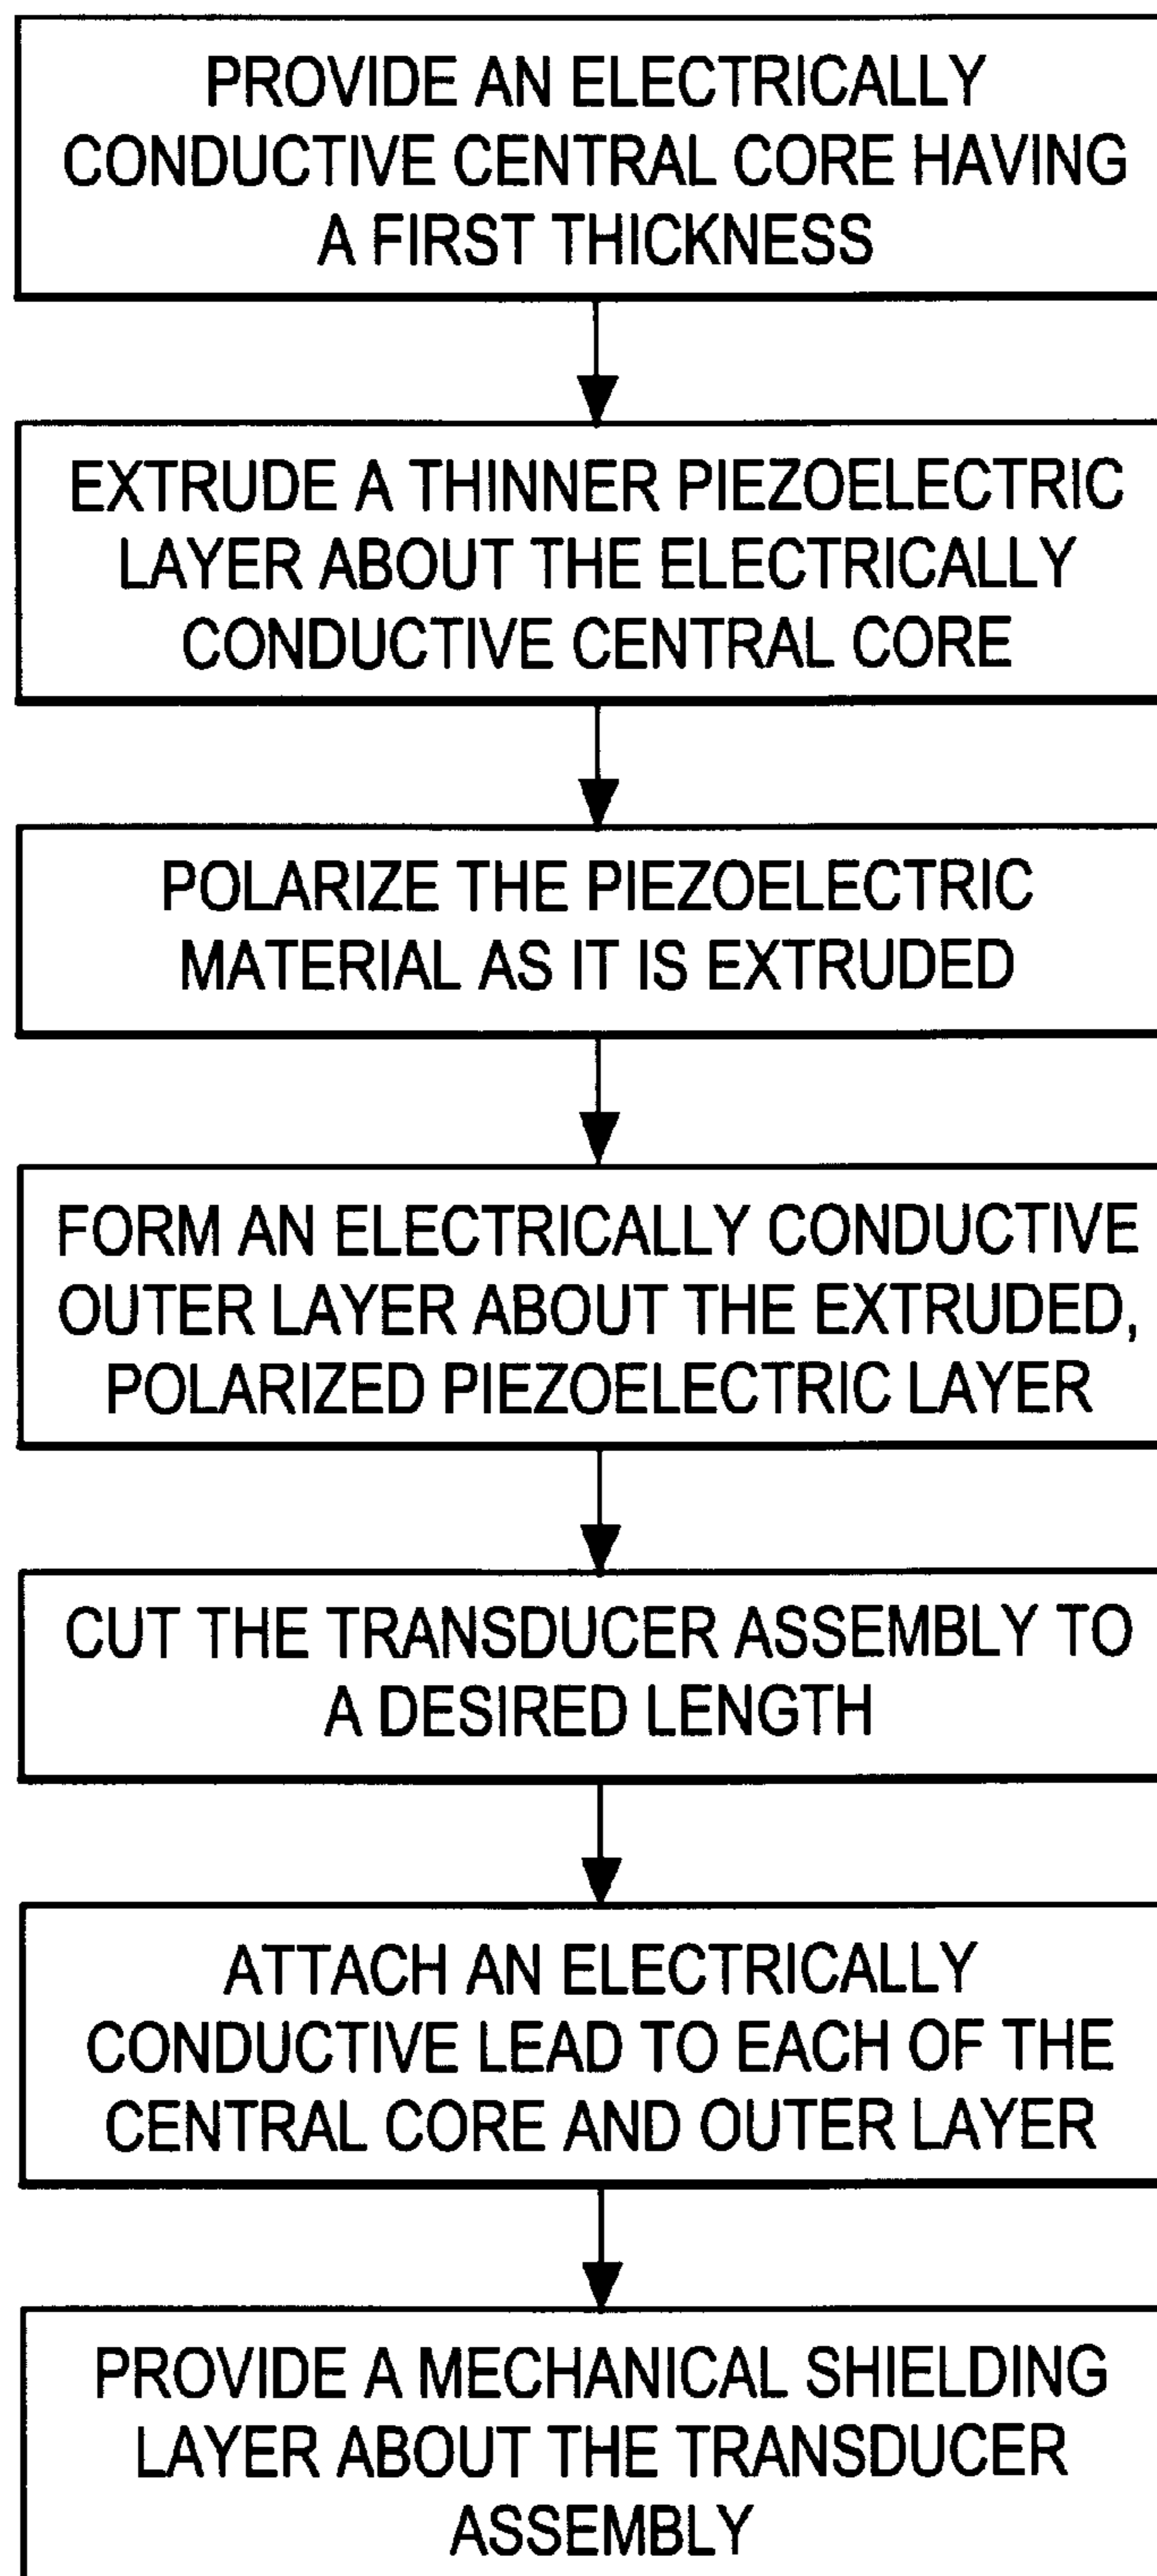 PROVIDE AN ELECTRICALLY
CONDUCTIVE CENTRAL CORE HAVING
A FIRST THICKNESS
EXTRUDE A THINNER PIEZOELECTRIC
LAYER ABOUT THE ELECTRICALLY
CONDUCTIVE CENTRAL CORE
POLARIZE THE PIEZOELECTRIC
MATERIAL AS IT IS EXTRUDED
FORM AN ELECTRICALLY CONDUCTIVE
OUTER LAYER ABOUT THE EXTRUDED,
POLARIZED PIEZOELECTRIC LAYER
CUT THE TRANSDUCER ASSEMBLY TO
A DESIRED LENGTH
ATTACH AN ELECTRICALLY
CONDUCTIVE LEAD TO EACH OF THE
CENTRAL CORE AND OUTER LAYER
PROVIDE A MECHANICAL SHIELDING
LAYER ABOUT THE TRANSDUCER
ASSEMBLY